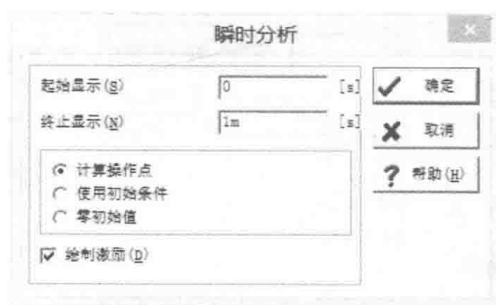 瞬时分析
起始显示(S) 0 [s]
终止显示(N) 1m [s]
计算操作点
使用初始条件
零初始值
绘制激励(D)
确定
取消
帮助(H)